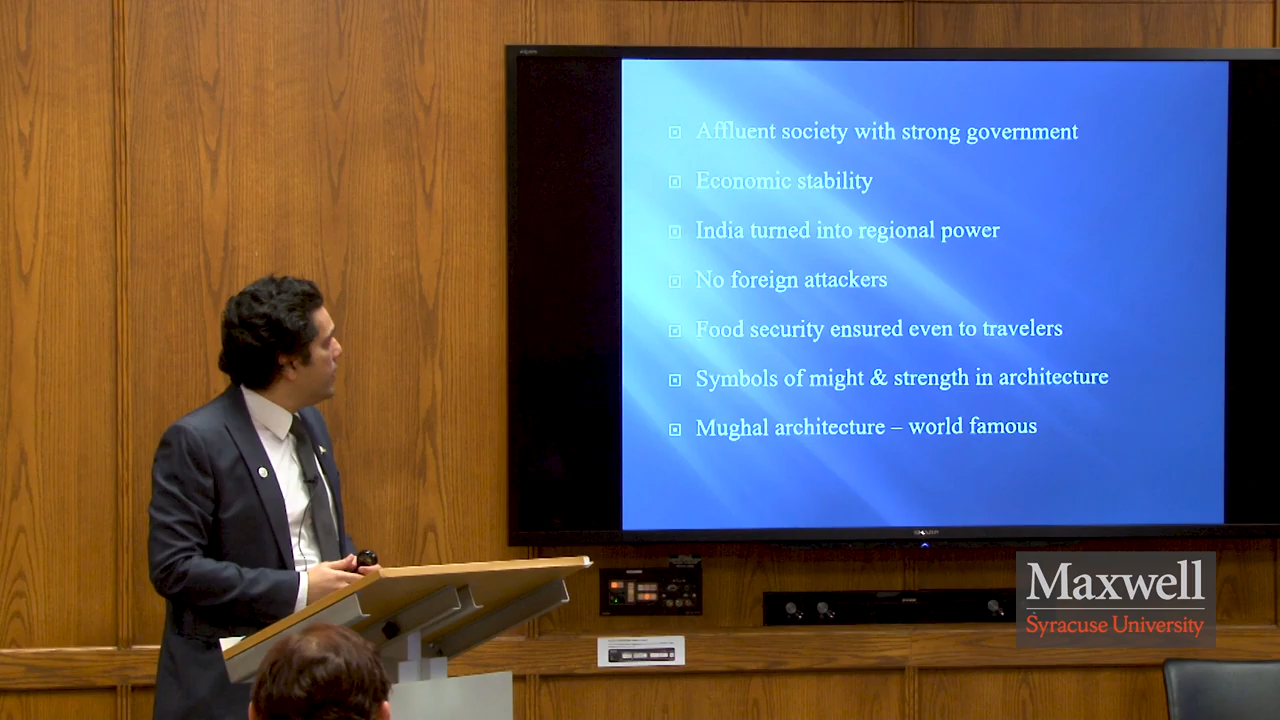 Affluent society with strong government
Economic stability
India turned into regional power
No foreign attackers
Food security ensured even to travelers
Symbols of might & strength in architecture
Mughal architecture – world famous
Maxwell
Syracuse University